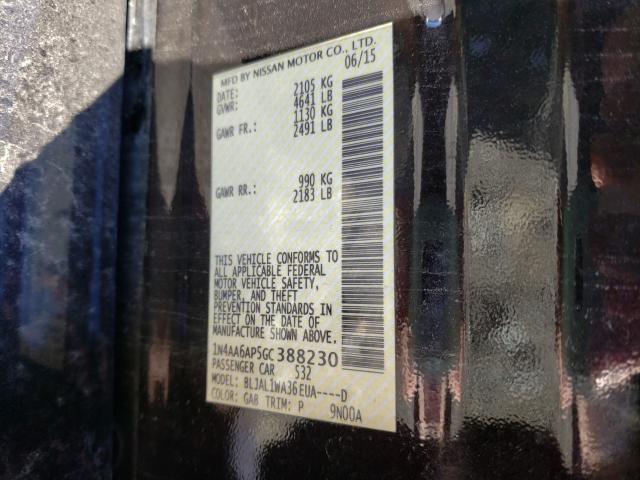 MFD BY NISSAN MOTOR CO., LTD.
DATE: 06/15
GVWR: 2105 KG
4641 LB
GAWR FR.: 1130 KG
2491 LB
GAWR RR.: 990 KG
2183 LB
THIS VEHICLE CONFORMS TO
ALL APPLICABLE FEDERAL
MOTOR VEHICLE SAFETY,
BUMPER, AND THEFT
PREVENTION STANDARDS IN
EFFECT ON THE DATE OF
MANUFACTURE SHOWN ABOVE.
1N4AA6AP5GC388230
PASSENGER CAR 532
MODEL: BLJAL1WA36EUA----D
COLOR: GAB TRIM: P 9N00A